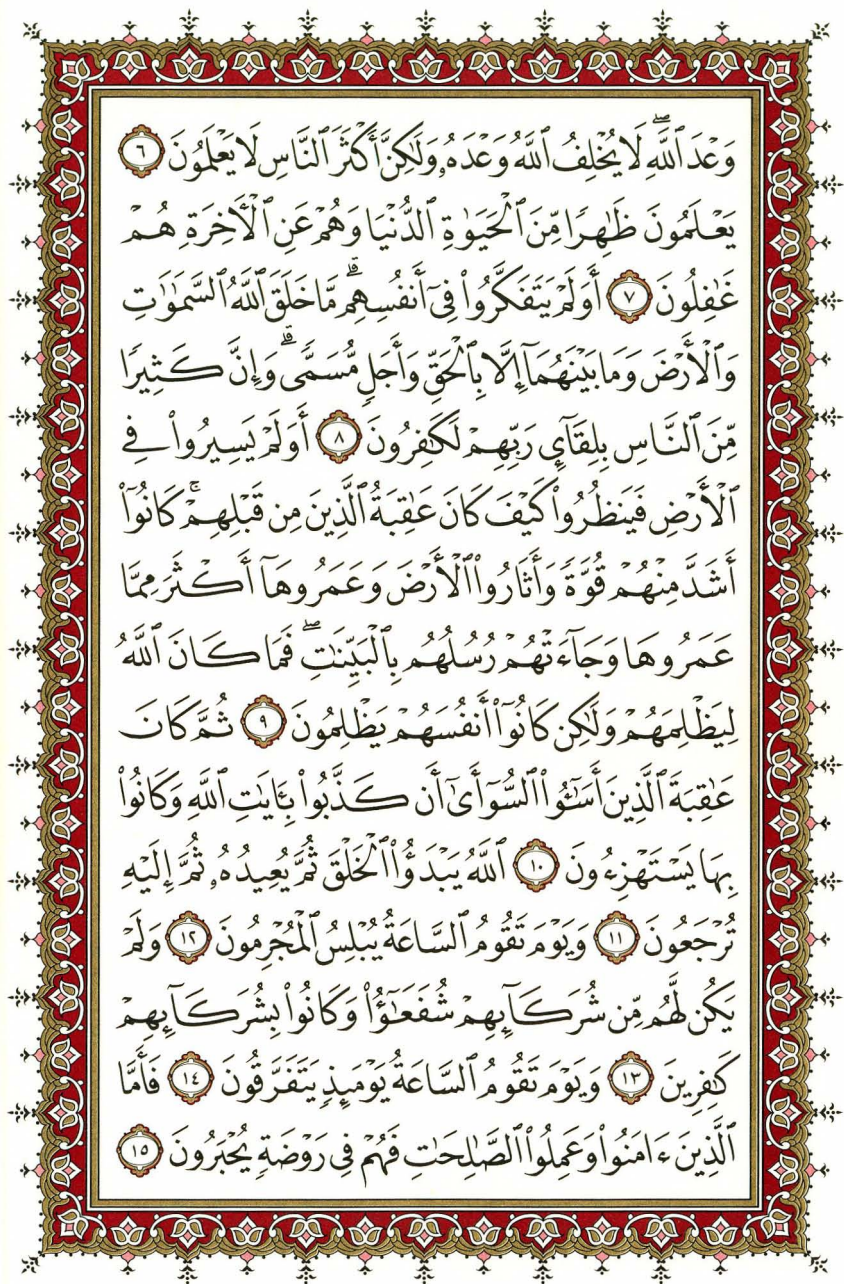 وَعْدَ ٱللَّهِ ۖ لَا يُخْلِفُ ٱللَّهُ وَعْدَهُۥ وَلَٰكِنَّ أَكْثَرَ ٱلنَّاسِ لَا يَعْلَمُونَ ٦
يَعْلَمُونَ ظَٰهِرًا مِّنَ ٱلْحَيَوٰةِ ٱلدُّنْيَا وَهُمْ عَنِ ٱلْأَخِرَةِ هُمْ
غَٰفِلُونَ ٧ أَوَلَمْ يَتَفَكَّرُوا۟ فِىٓ أَنفُسِهِم ۗ مَّا خَلَقَ ٱللَّهُ ٱلسَّمَٰوَٰتِ
وَٱلْأَرْضَ وَمَا بَيْنَهُمَآ إِلَّا بِٱلْحَقِّ وَأَجَلٍ مُّسَمًّى ۗ وَإِنَّ كَثِيرًا
مِّنَ ٱلنَّاسِ بِلِقَآئِ رَبِّهِمْ لَكَٰفِرُونَ ٨ أَوَلَمْ يَسِيرُوا۟ فِى
ٱلْأَرْضِ فَيَنظُرُوا۟ كَيْفَ كَانَ عَٰقِبَةُ ٱلَّذِينَ مِن قَبْلِهِمْ ۚ كَانُوٓا۟
أَشَدَّ مِنْهُمْ قُوَّةً وَأَثَارُوا۟ ٱلْأَرْضَ وَعَمَرُوهَآ أَكْثَرَ مِمَّا
عَمَرُوهَا وَجَآءَتْهُمْ رُسُلُهُم بِٱلْبَيِّنَٰتِ ۖ فَمَا كَانَ ٱللَّهُ
لِيَظْلِمَهُمْ وَلَٰكِن كَانُوٓا۟ أَنفُسَهُمْ يَظْلِمُونَ ٩ ثُمَّ كَانَ
عَٰقِبَةَ ٱلَّذِينَ أَسَٰٓـُٔوا۟ ٱلسُّوٓأَىٰٓ أَن كَذَّبُوا۟ بِـَٔايَٰتِ ٱللَّهِ وَكَانُوا۟
بِهَا يَسْتَهْزِءُونَ ١٠ ٱللَّهُ يَبْدَؤُا۟ ٱلْخَلْقَ ثُمَّ يُعِيدُهُۥ ثُمَّ إِلَيْهِ
تُرْجَعُونَ ١١ وَيَوْمَ تَقُومُ ٱلسَّاعَةُ يُبْلِسُ ٱلْمُجْرِمُونَ ١٢ وَلَمْ
يَكُن لَّهُم مِّن شُرَكَآئِهِمْ شُفَعَٰٓؤُا۟ وَكَانُوا۟ بِشُرَكَآئِهِمْ
كَٰفِرِينَ ١٣ وَيَوْمَ تَقُومُ ٱلسَّاعَةُ يَوْمَئِذٍ يَتَفَرَّقُونَ ١٤ فَأَمَّا
ٱلَّذِينَ ءَامَنُوا۟ وَعَمِلُوا۟ ٱلصَّٰلِحَٰتِ فَهُمْ فِى رَوْضَةٍ يُحْبَرُونَ ١٥